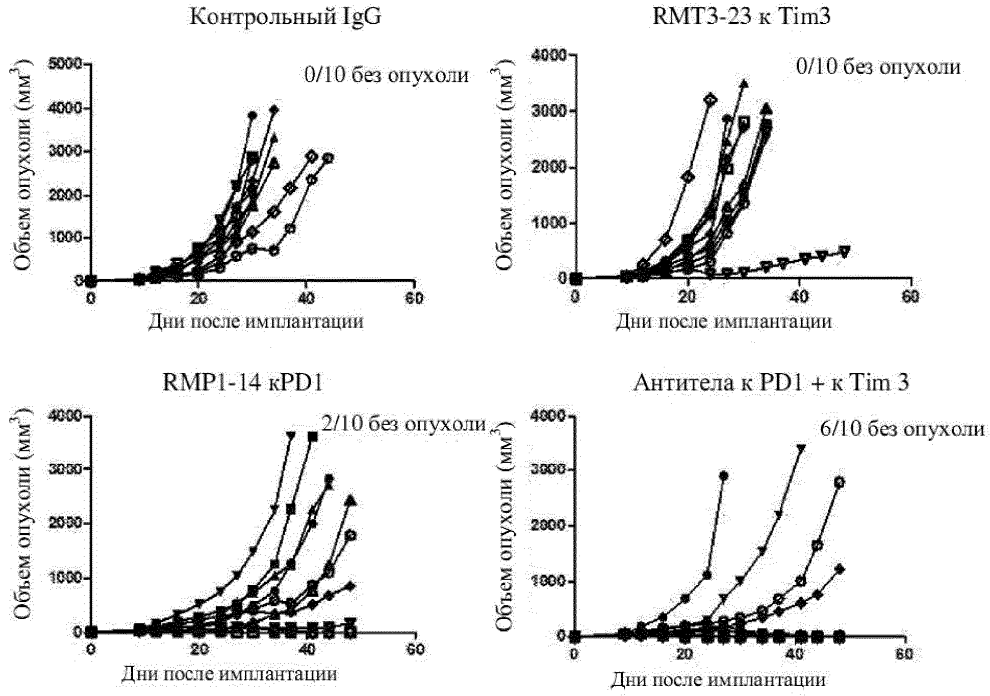 Контрольный IgG
Объем опухоли (мм³)
5000
4000
3000
2000
1000
0
0/10 без опухоли
0 20 40 60
Дни после имплантации
RMT3-23 к Tim3
Объем опухоли (мм³)
4000
3000
2000
1000
0
0/10 без опухоли
0 20 40 60
Дни после имплантации
RMP1-14 кPD1
Объем опухоли (мм³)
4000
3000
2000
1000
0
2/10 без опухоли
0 20 40 60
Дни после имплантации
Антитела к PD1 + к Tim 3
Объем опухоли (мм³)
4000
3000
2000
1000
0
6/10 без опухоли
0 20 40 60
Дни после имплантации